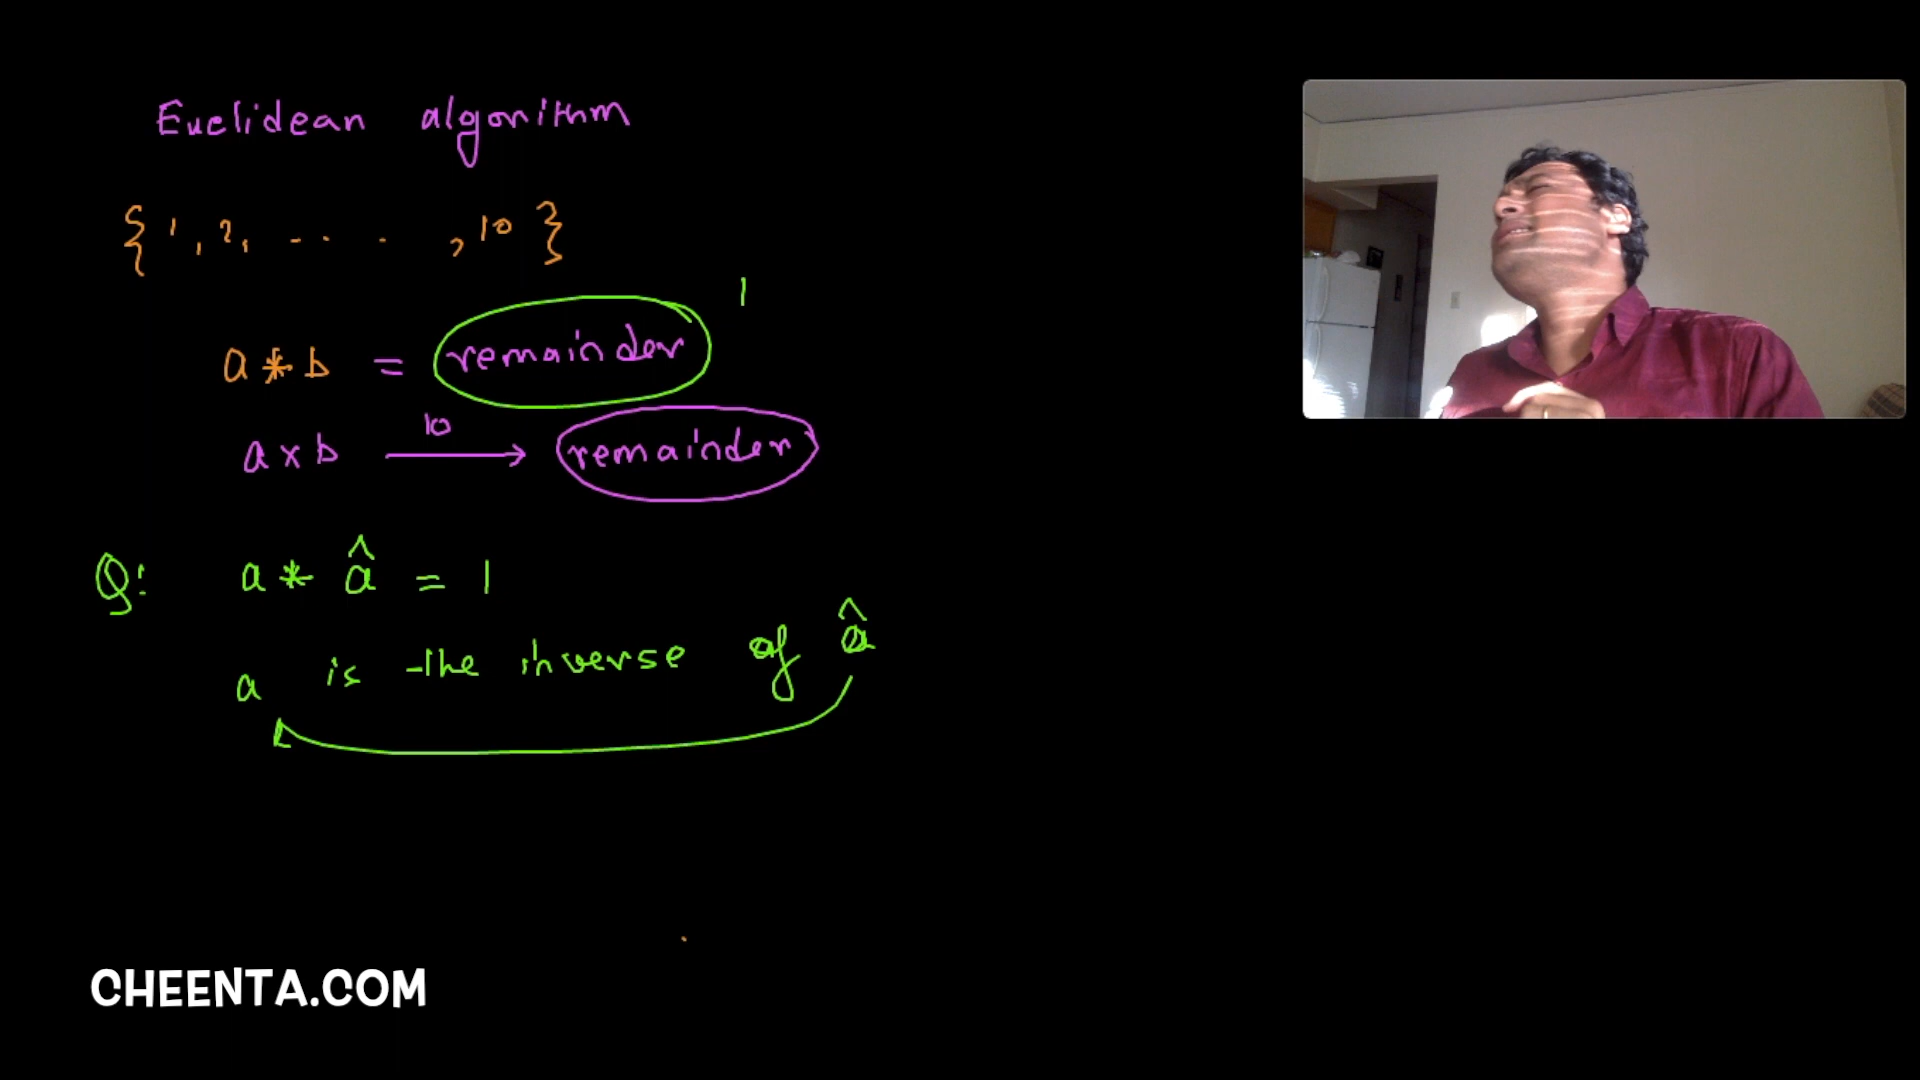 Euclidean algorithm
{ 1, 2, - - - . , 10 }
1
a * b = remainder
10
a x b → remainder
Q: a * â = 1
a is the inverse of â
CHEENTA.COM